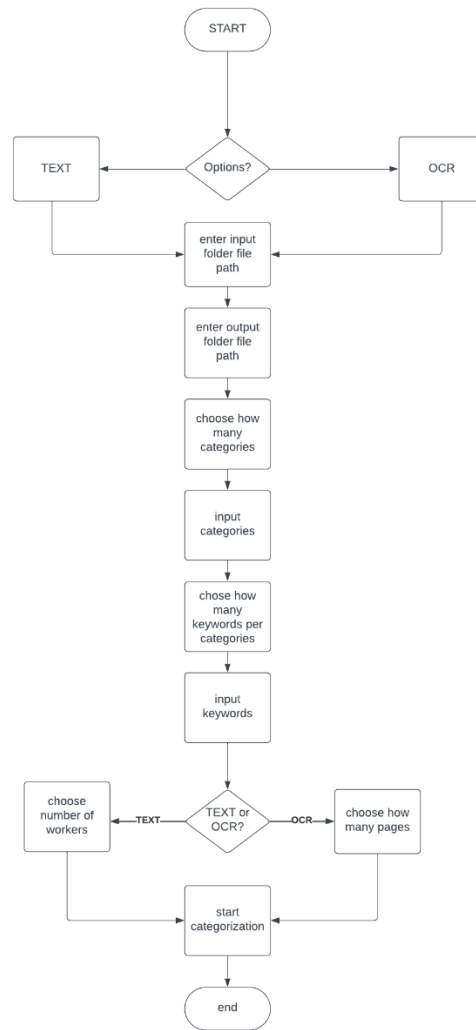 START
TEXT
Options?
OCR
enter input
folder file
path
enter output
folder file
path
choose how
many
categories
input
categories
chose how
many
keywords per
categories
input
keywords
choose
number of
workers
TEXT
TEXT or
OCR?
OCR
choose how
many pages
start
categorization
end